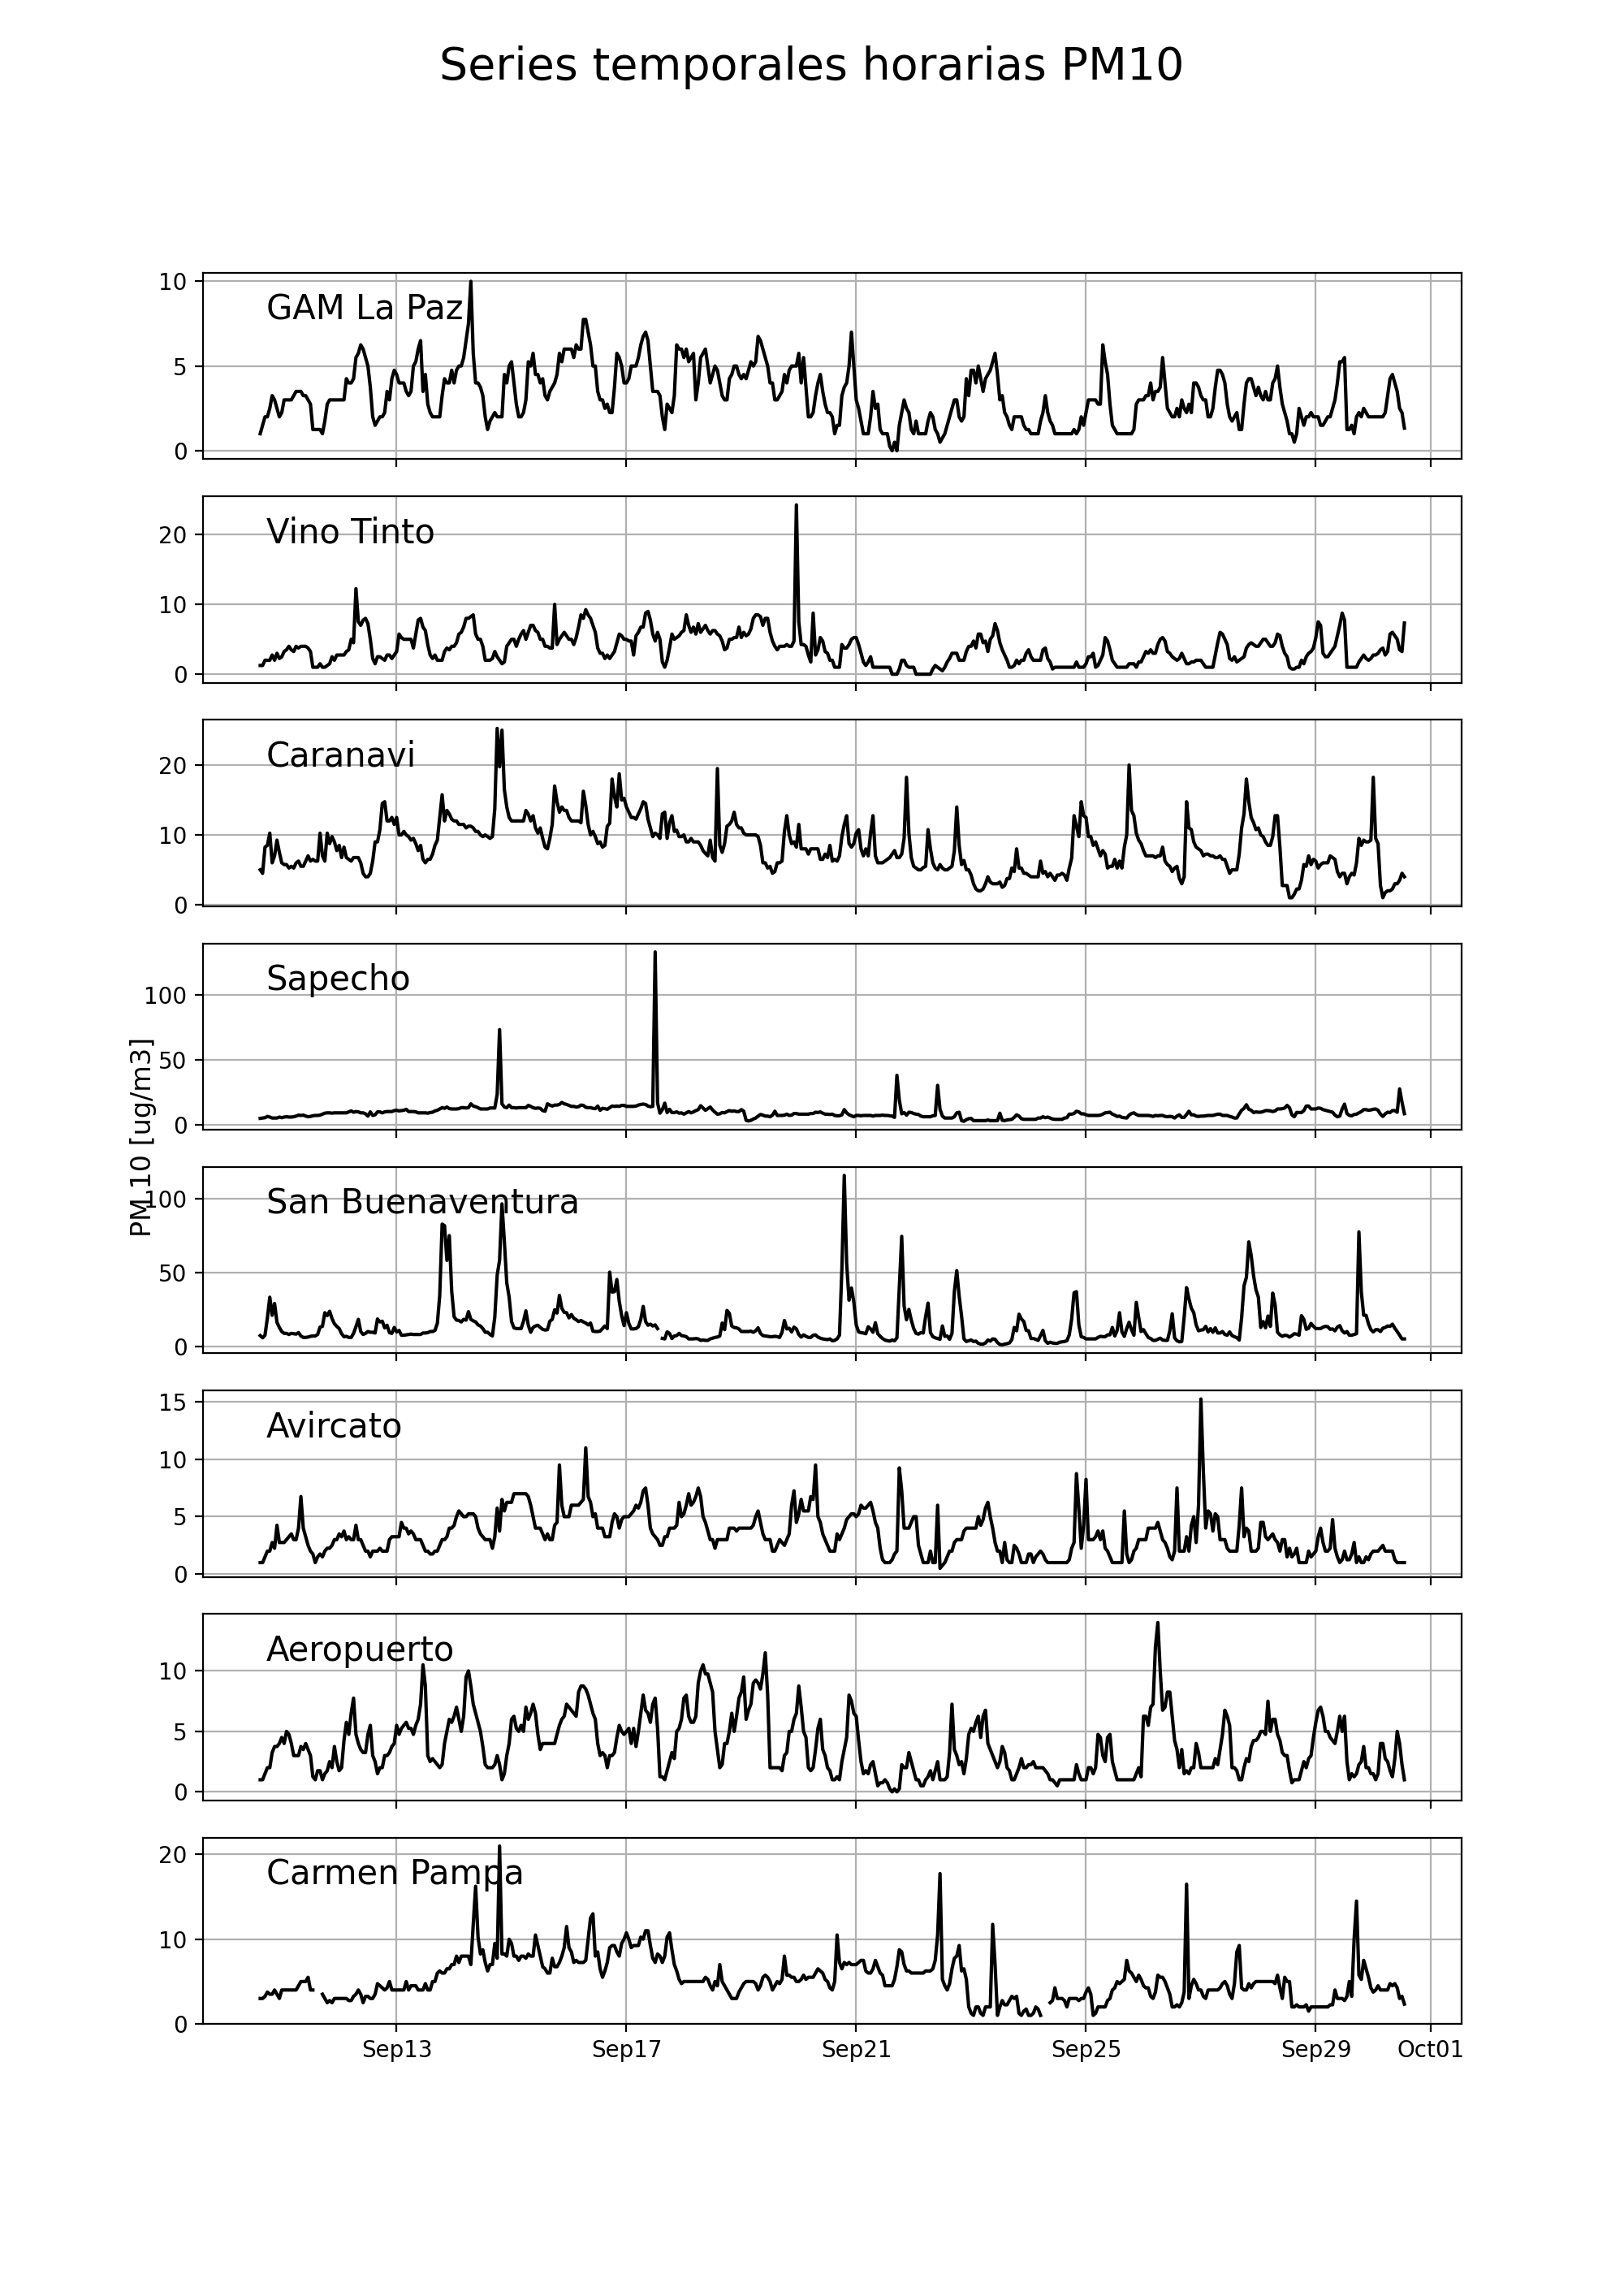 Series temporales horarias PM10
GAM La Paz
10
5
0
Vino Tinto
20
10
0
Caranavi
20
10
0
Sapecho
100
50
0
PM 10 [ug/m3]
San Buenaventura
100
50
0
Avircato
15
10
5
0
Aeropuerto
10
5
0
Carmen Pampa
20
10
0
Sep13 Sep17 Sep21 Sep25 Sep29 Oct01